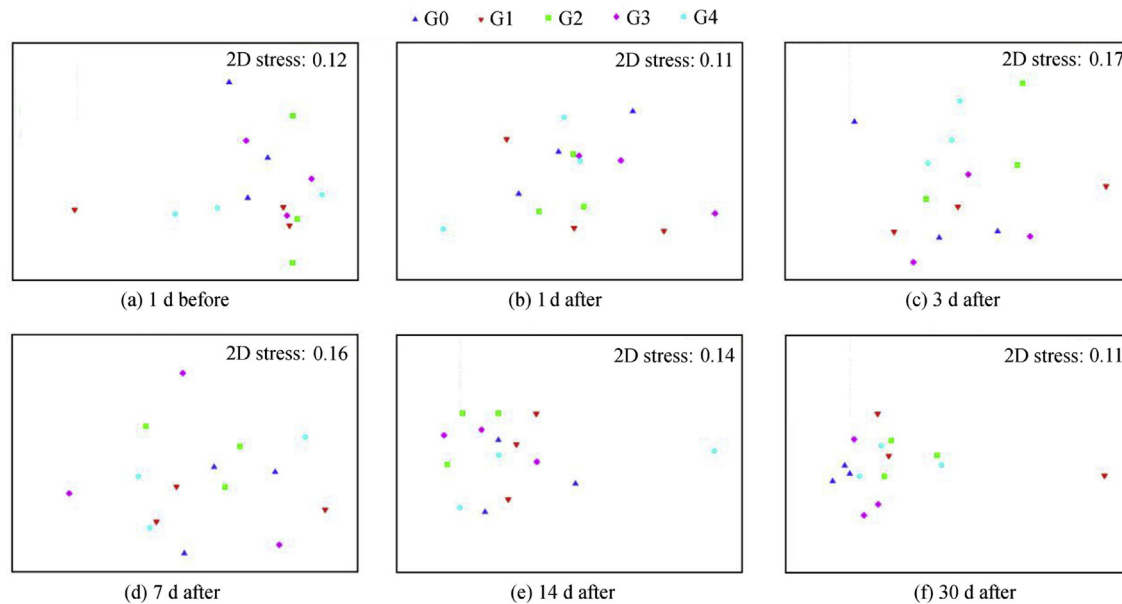 G0 G1 G2 G3 G4
2D stress: 0.12
2D stress: 0.11
2D stress: 0.17
(a) 1 d before
(b) 1 d after
(c) 3 d after
2D stress: 0.16
2D stress: 0.14
2D stress: 0.11
(d) 7 d after
(e) 14 d after
(f) 30 d after